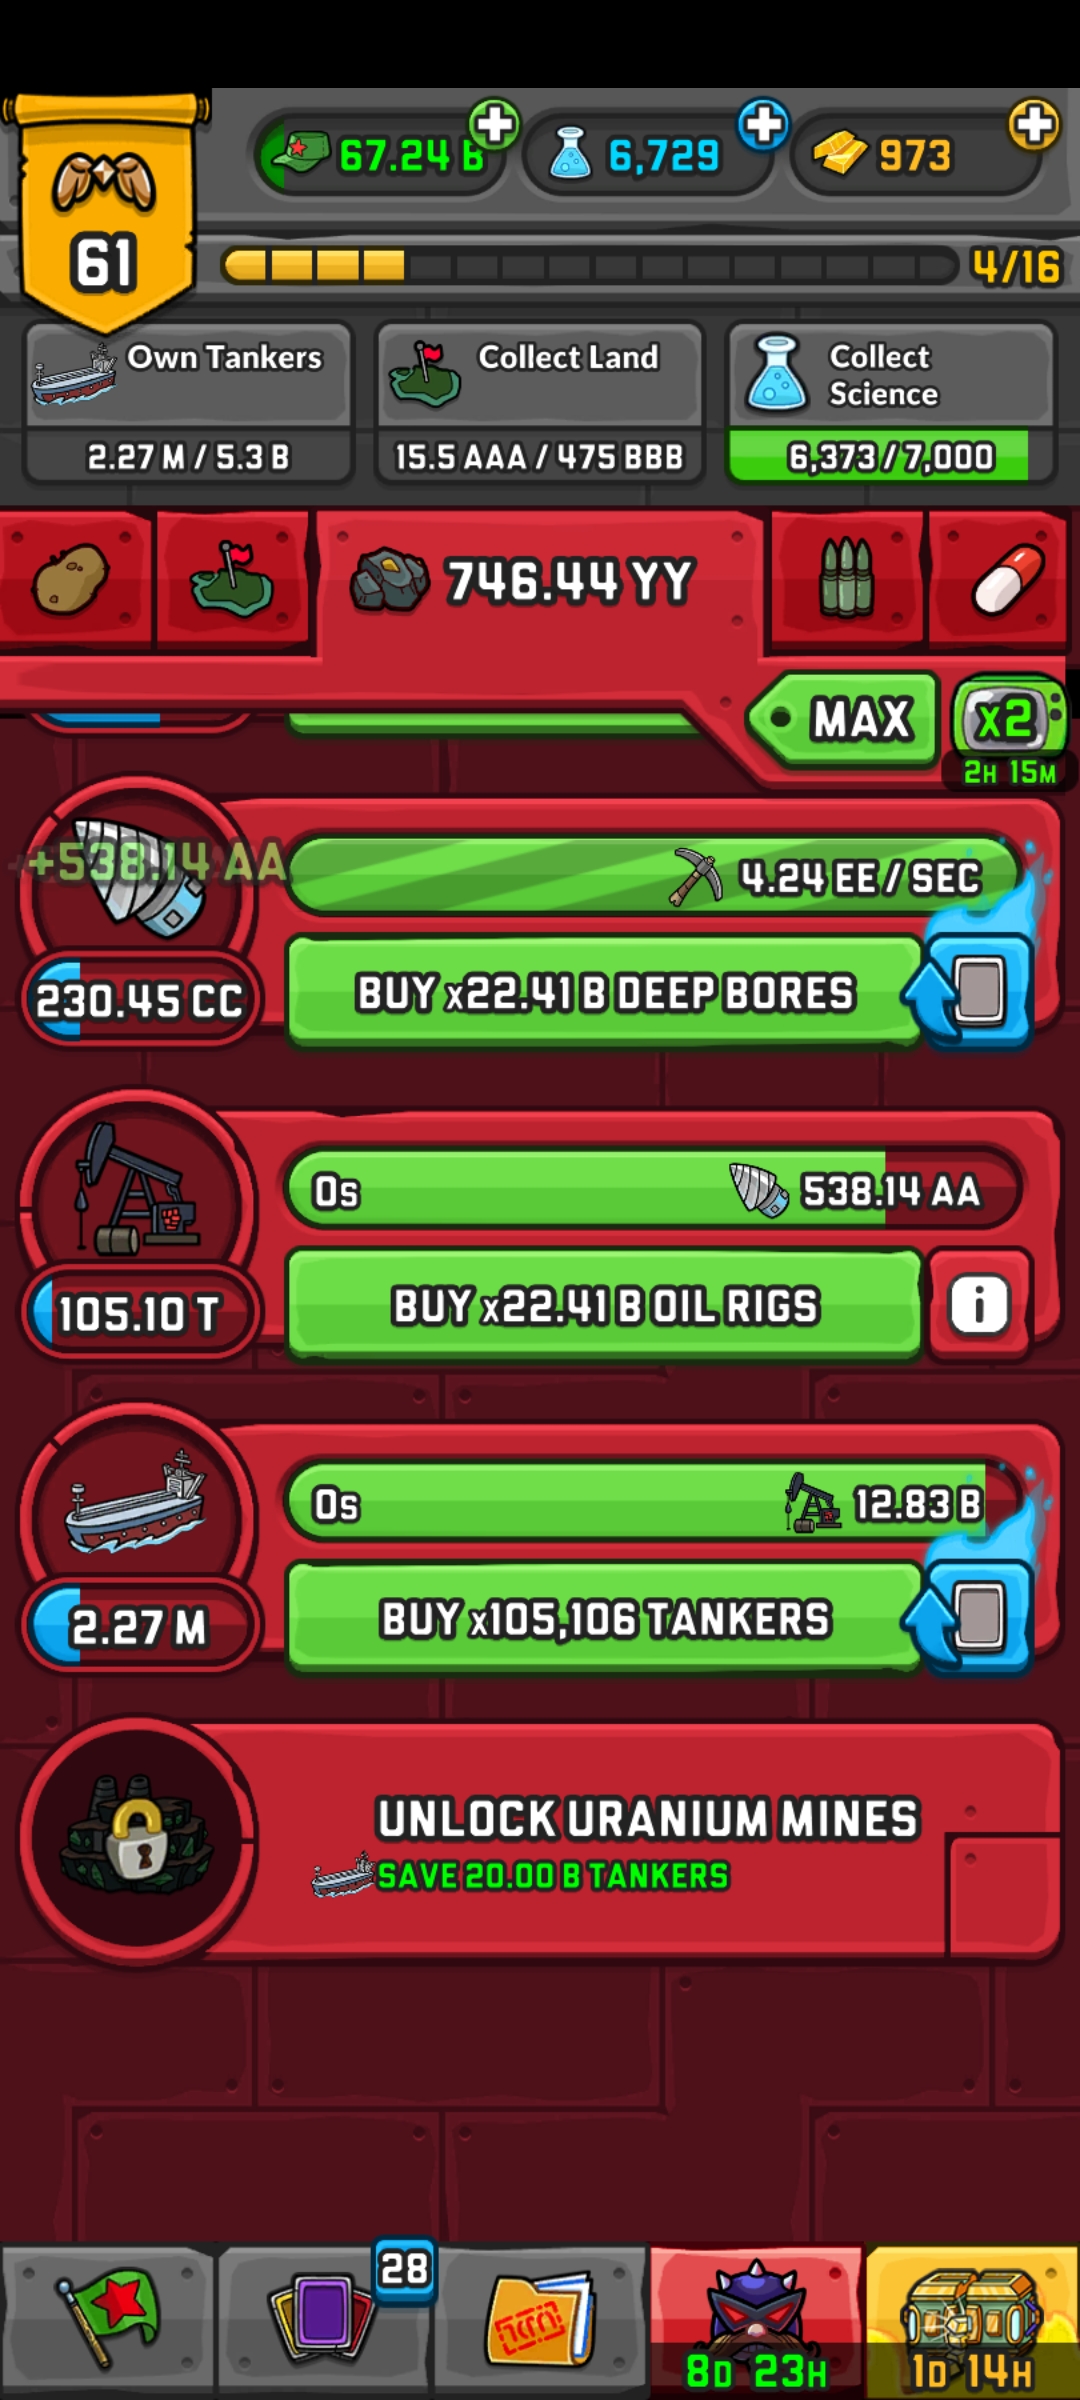 67.24 B
6,729
973
61
4/16
Own Tankers
2.27 M / 5.3 B
Collect Land
15.5 AAA / 475 BBB
Collect
Science
6,373 / 7,000
746.44 YY
MAX
x2
2H 15M
+538.14 AA
4.24 EE / SEC
230.45 CC
BUY x22.41 B DEEP BORES
0s
538.14 AA
105.10 T
BUY x22.41 B OIL RIGS
i
0s
12.83 B
2.27 M
BUY x105,106 TANKERS
UNLOCK URANIUM MINES
SAVE 20.00 B TANKERS
28
8D 23H
1D 14H